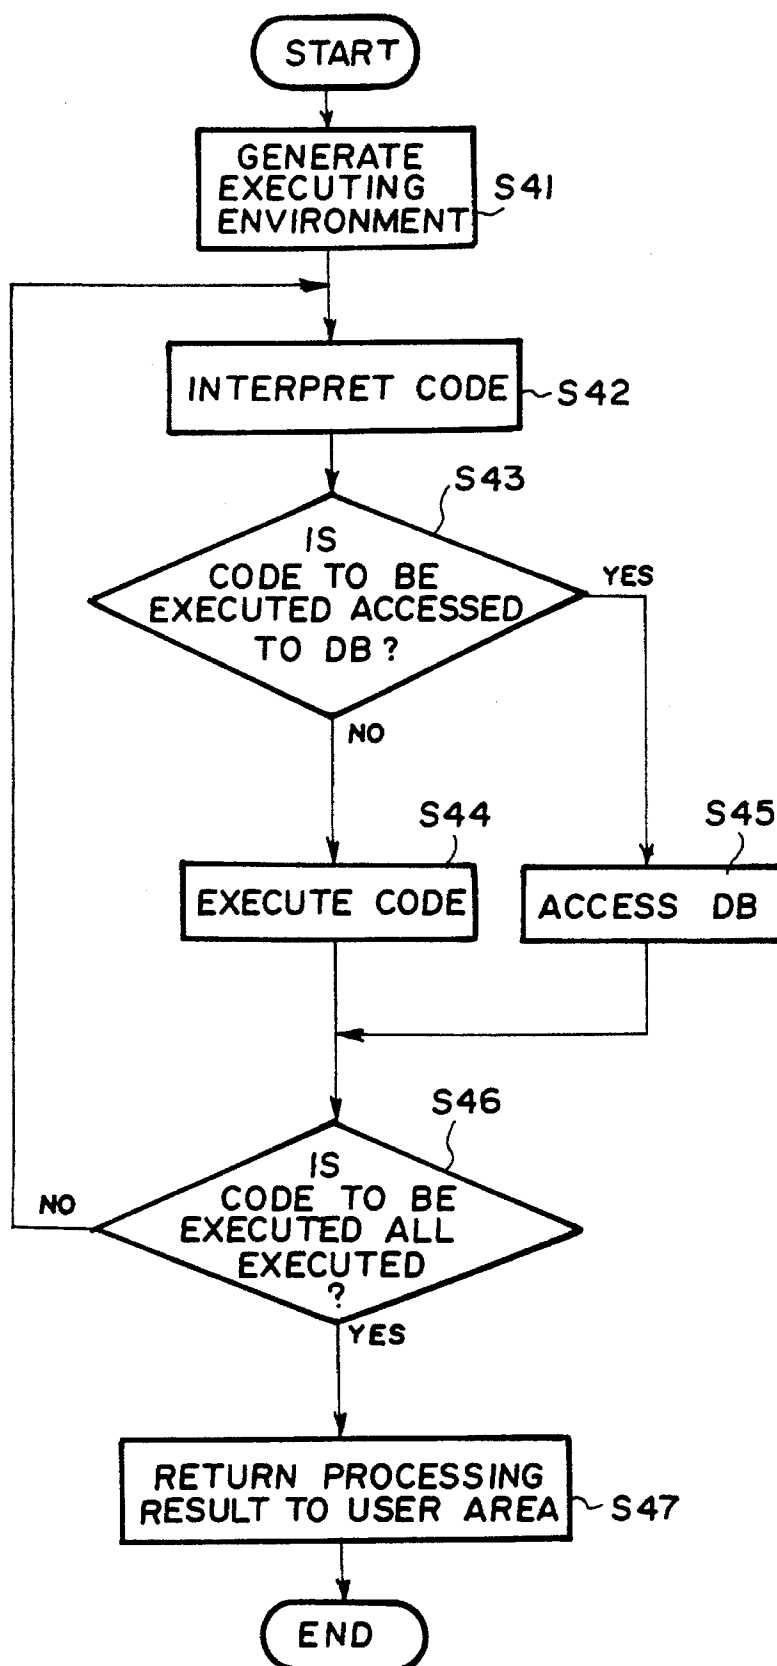 START
GENERATE
EXECUTING
ENVIRONMENT
S41
INTERPRET CODE
S42
S43
IS
CODE TO BE
EXECUTED ACCESSED
TO DB?
YES
NO
S44
EXECUTE CODE
S45
ACCESS DB
S46
IS
CODE TO BE
EXECUTED ALL
EXECUTED
?
NO
YES
RETURN PROCESSING
RESULT TO USER AREA
S47
END